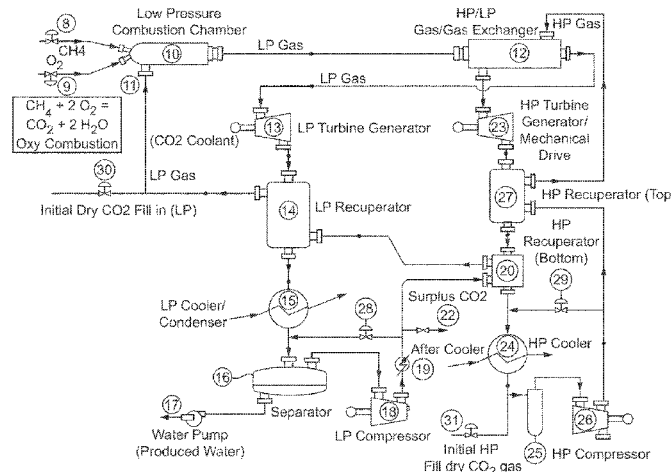 8
CH4
O2
9
Low Pressure
Combustion Chamber
10
11
LP Gas
HP/LP
Gas/Gas Exchanger
12
HP Gas
LP Gas
CH4 + 2 O2 =
CO2 + 2 H2O
Oxy Combustion
(CO2 Coolant)
13
LP Turbine Generator
23
HP Turbine
Generator/
Mechanical
Drive
30
LP Gas
Initial Dry CO2 Fill in (LP)
14
LP Recuperator
27
HP Recuperator (Top
HP
Recuperator
(Bottom)
20
29
LP Cooler/
Condenser
15
28
Surplus CO2
22
After Cooler
19
24
HP Cooler
16
Separator
17
Water Pump
(Produced Water)
18
LP Compressor
31
Initial HP
Fill dry CO2 gas
25
26
HP Compressor